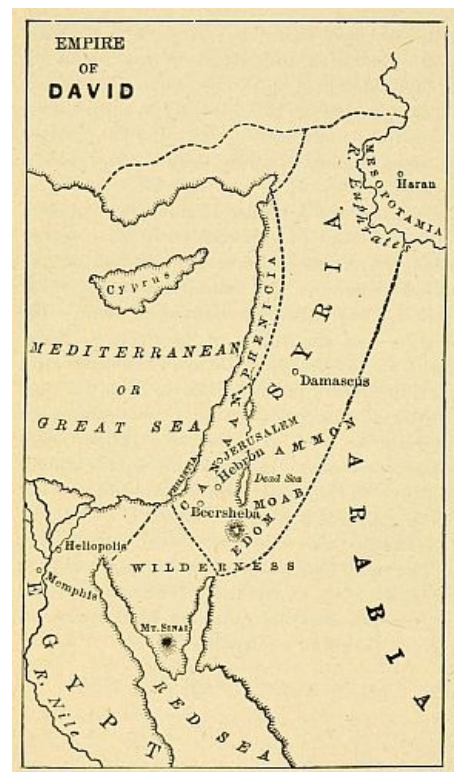 EMPIRE
OF
DAVID
MESOPOTAMIA
Haran
R. Euphrates
Cyprus
SYRIA.
PHENICIA
MEDITERRANEAN
OR
GREAT SEA
Damascus
CANAAN
JERUSALEM
Hebron
AMMON
PHILISTIA
Dead Sea
Beersheba
MOAB
EDOM
ARABIA
Heliopolis
WILDERNESS
Memphis
MT. SINAI
EGYPT
R. Nile
RED SEA